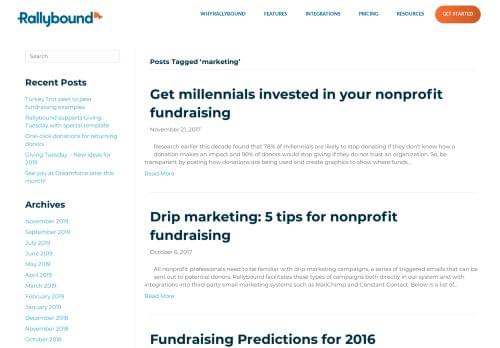 Rallybound
WHY RALLYBOUND
FEATURES
INTEGRATIONS
PRICING
RESOURCES
GET STARTED
Search
Recent Posts
Turkey Trot peer to peer
fundraising examples
Rallybound supports Giving
Tuesday with special template
One-click donations for returning
donors
Giving Tuesday – New ideas for
2019
See you at Dreamforce later this
month!
Archives
November 2019
September 2019
July 2019
June 2019
May 2019
April 2019
March 2019
February 2019
January 2019
December 2018
November 2018
October 2018
Posts Tagged 'marketing'
Get millennials invested in your nonprofit
fundraising
November 21, 2017
Research earlier this decade found that 78% of millennials are likely to stop donating if they don't know how a
donation makes an impact and 90% of donors would stop giving if they do not trust an organization. So, be
transparent by posting how donations are being used and create graphics to show where funds...
Read More
Drip marketing: 5 tips for nonprofit
fundraising
October 6, 2017
All nonprofit professionals need to be familiar with drip marketing campaigns, a series of triggered emails that can be
sent out to potential donors. Rallybound facilitates these types of campaigns both directly in our system and with
integrations into third party email marketing systems such as MailChimp and Constant Contact. Below is a list of...
Read More
Fundraising Predictions for 2016